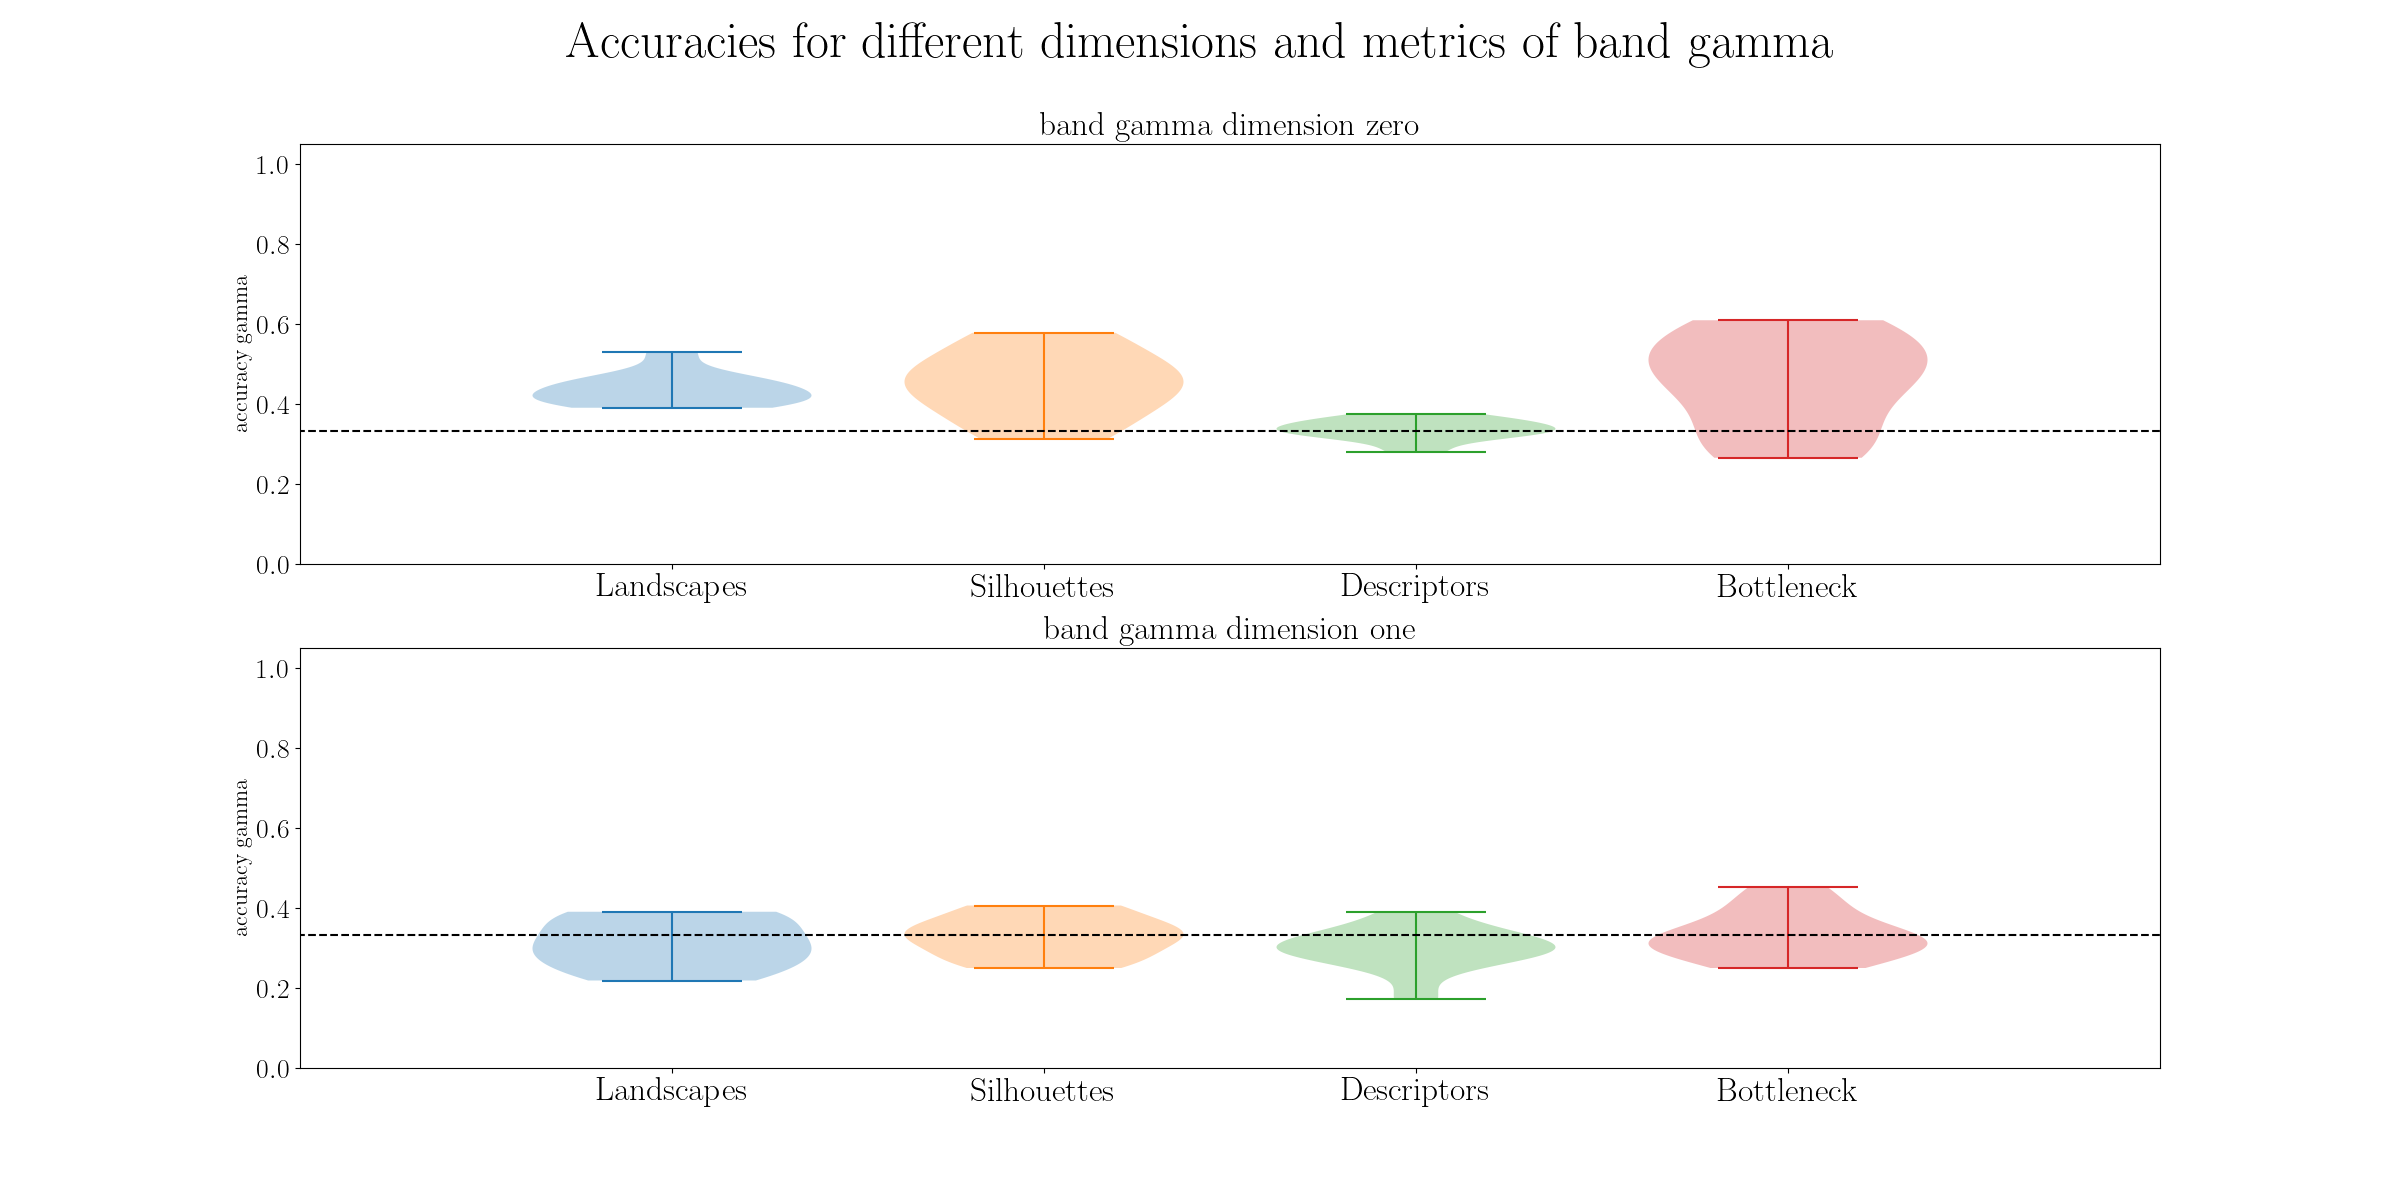 Accuracies for different dimensions and metrics of band gamma
band gamma dimension zero
1.0
0.8
0.6
0.4
0.2
0.0
accuracy gamma
Landscapes Silhouettes Descriptors Bottleneck
band gamma dimension one
1.0
0.8
0.6
0.4
0.2
0.0
accuracy gamma
Landscapes Silhouettes Descriptors Bottleneck